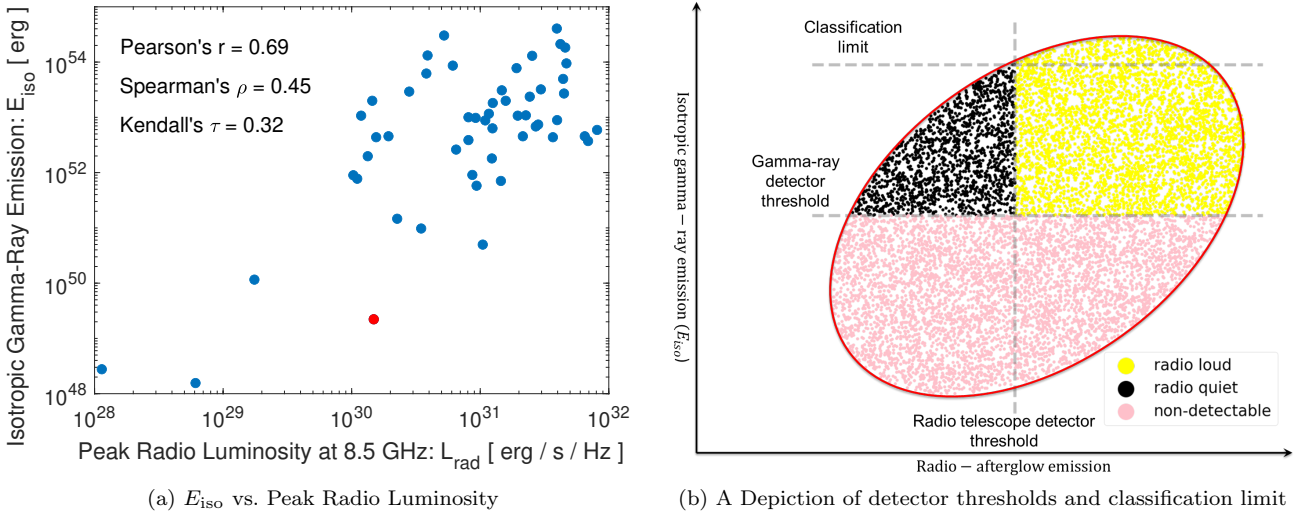 Pearson's r = 0.69
Spearman's ρ = 0.45
Kendall's τ = 0.32
Isotropic Gamma-Ray Emission: E_iso [ erg ]
10^54
10^52
10^50
10^48
10^28
10^29
10^30
10^31
10^32
Peak Radio Luminosity at 8.5 GHz: L_rad [ erg / s / Hz ]
(a) E_iso vs. Peak Radio Luminosity
Classification
limit
Gamma-ray
detector
threshold
Isotropic gamma − ray emission (E_iso)
radio loud
radio quiet
non-detectable
Radio telescope detector
threshold
Radio − afterglow emission
(b) A Depiction of detector thresholds and classification limit